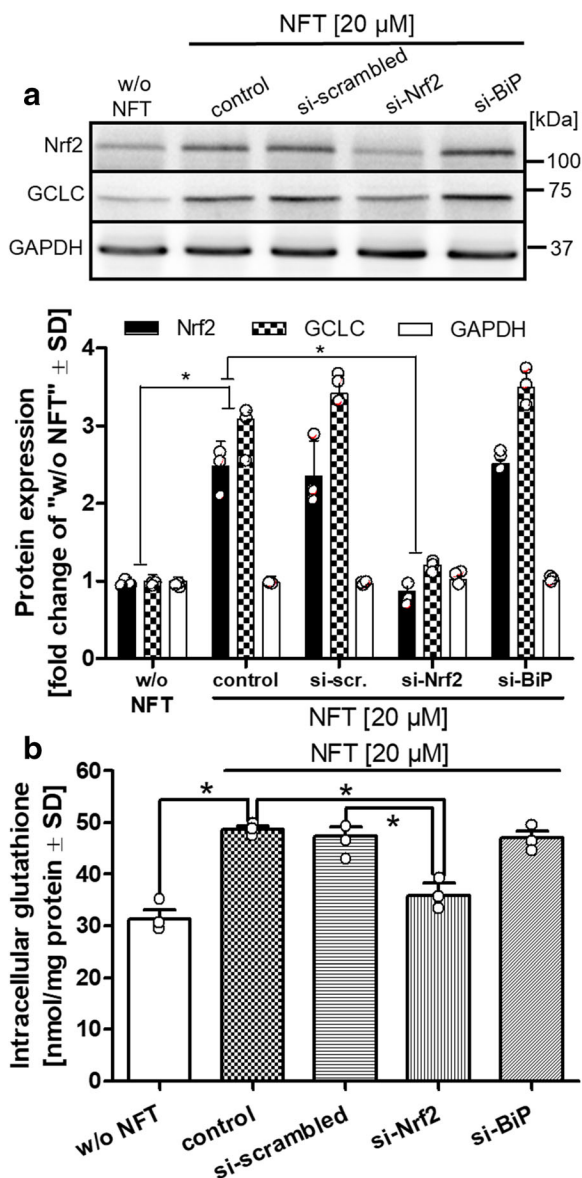 NFT [20 µM]
a
w/o
NFT
control
si-scrambled
si-Nrf2
si-BiP
[kDa]
Nrf2
100
GCLC
75
GAPDH
37
Nrf2 GCLC GAPDH
Protein expression
[fold change of "w/o NFT" ± SD]
4
3
2
1
0
*
*
w/o
NFT
control
si-scr.
si-Nrf2
si-BiP
NFT [20 µM]
b
NFT [20 µM]
Intracellular glutathione
[nmol/mg protein ± SD]
60
50
40
30
20
10
0
*
*
*
w/o NFT
control
si-scrambled
si-Nrf2
si-BiP